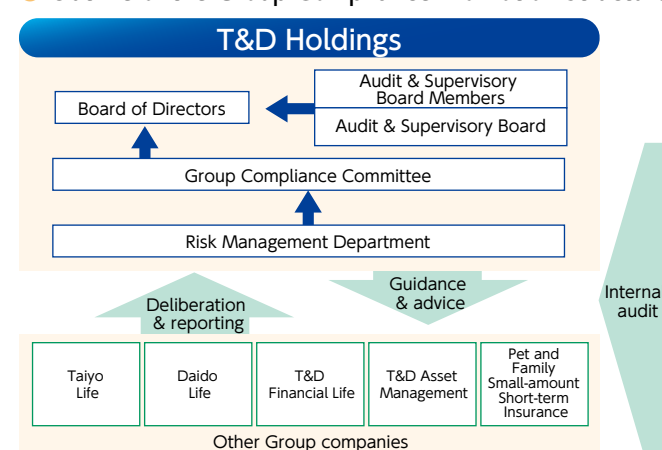 T&D Holdings
Audit & Supervisory
Board Members
Board of Directors
Audit & Supervisory Board
Group Compliance Committee
Risk Management Department
Deliberation
& reporting
Guidance
& advice
audit
Taiyo
Life
Daido
Life
T&D
Financial Life
T&D Asset
Management
Pet and
Family
Small-amount
Short-term
Insurance
Other Group companies